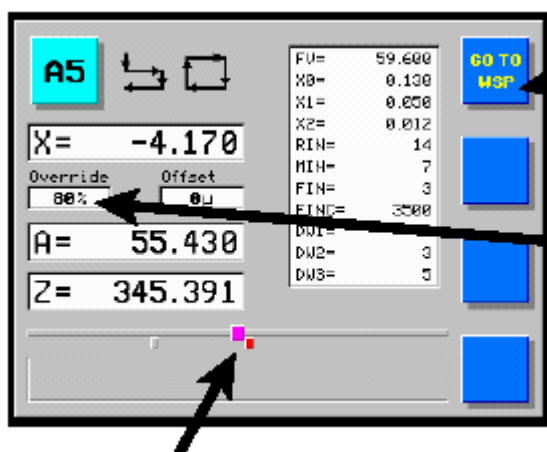 A5
GO TO
WSP
X= -4.170
Override Offset
80% 0µ
A= 55.430
Z= 345.391
FV= 59.600
X0= 0.130
X1= 0.050
X2= 0.012
RIN= 14
MIN= 7
FIN= 3
FINC= 3500
DW1=
DW2= 3
DW3= 5